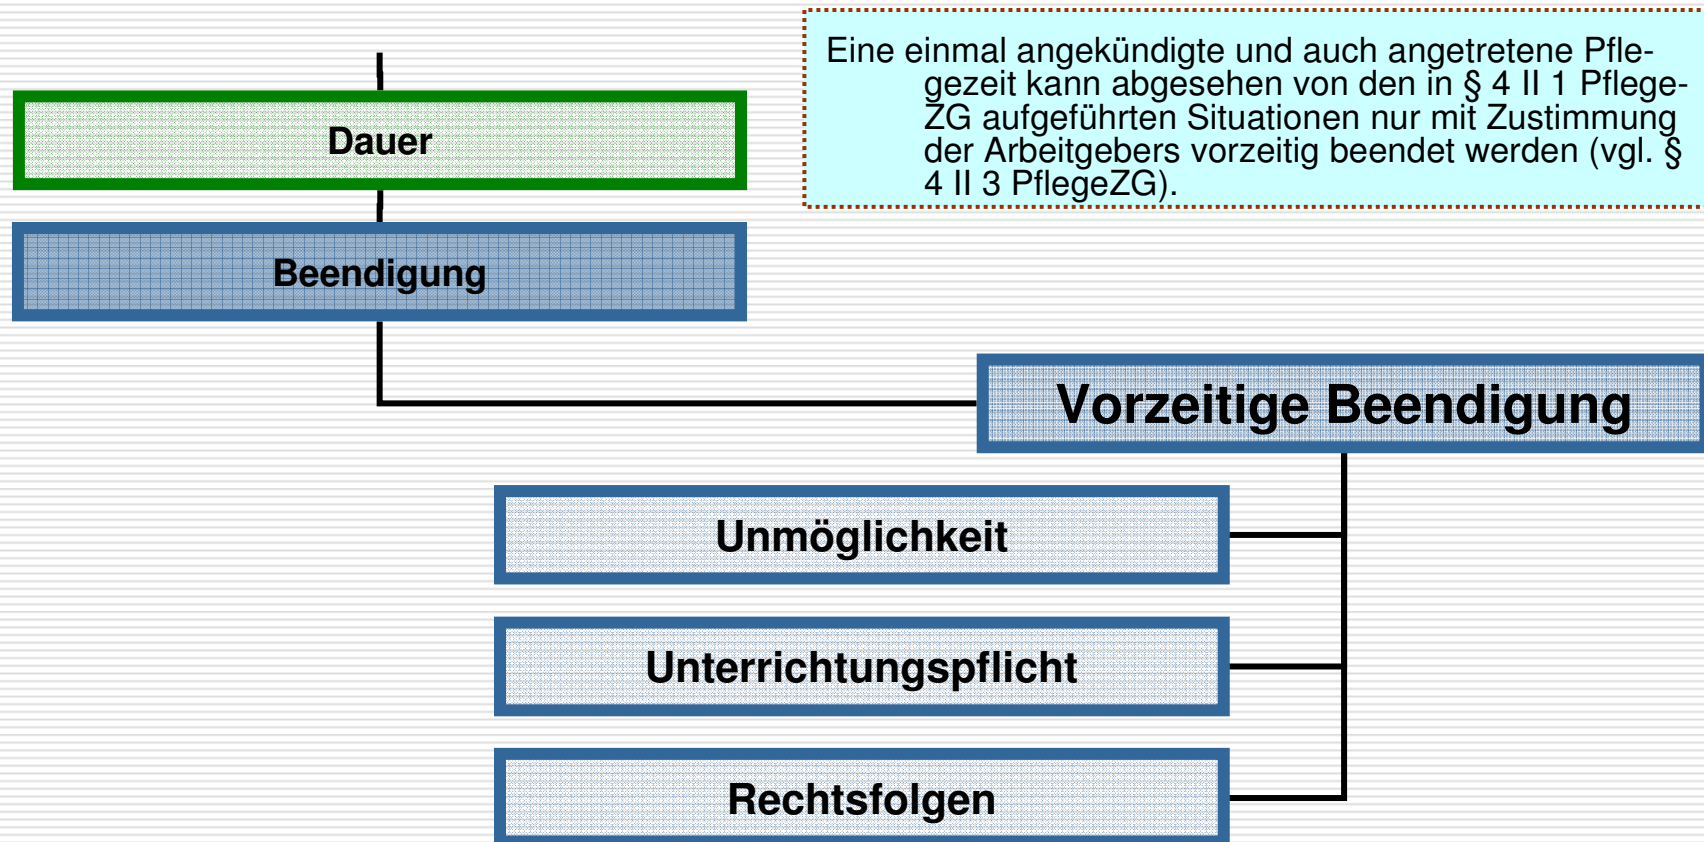 Eine einmal angekündigte und auch angetretene Pfle-
gezeit kann abgesehen von den in § 4 II 1 Pflege-
ZG aufgeführten Situationen nur mit Zustimmung
der Arbeitgebers vorzeitig beendet werden (vgl. §
4 II 3 PflegeZG).
Dauer
Beendigung
Vorzeitige Beendigung
Unmöglichkeit
Unterrichtungspflicht
Rechtsfolgen